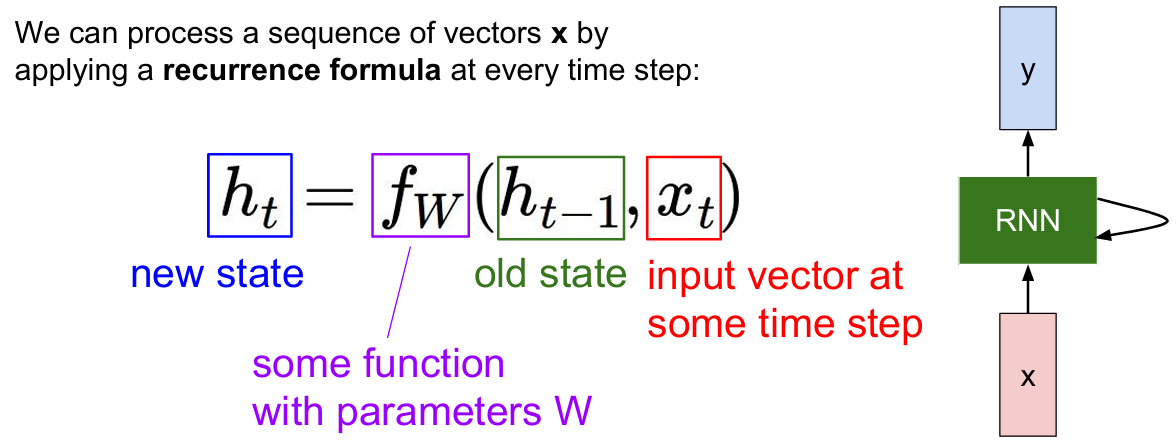 We can process a sequence of vectors x by
applying a recurrence formula at every time step:
h_t = f_W(h_{t-1}, x_t)
new state
old state
input vector at
some time step
some function
with parameters W
y
RNN
x